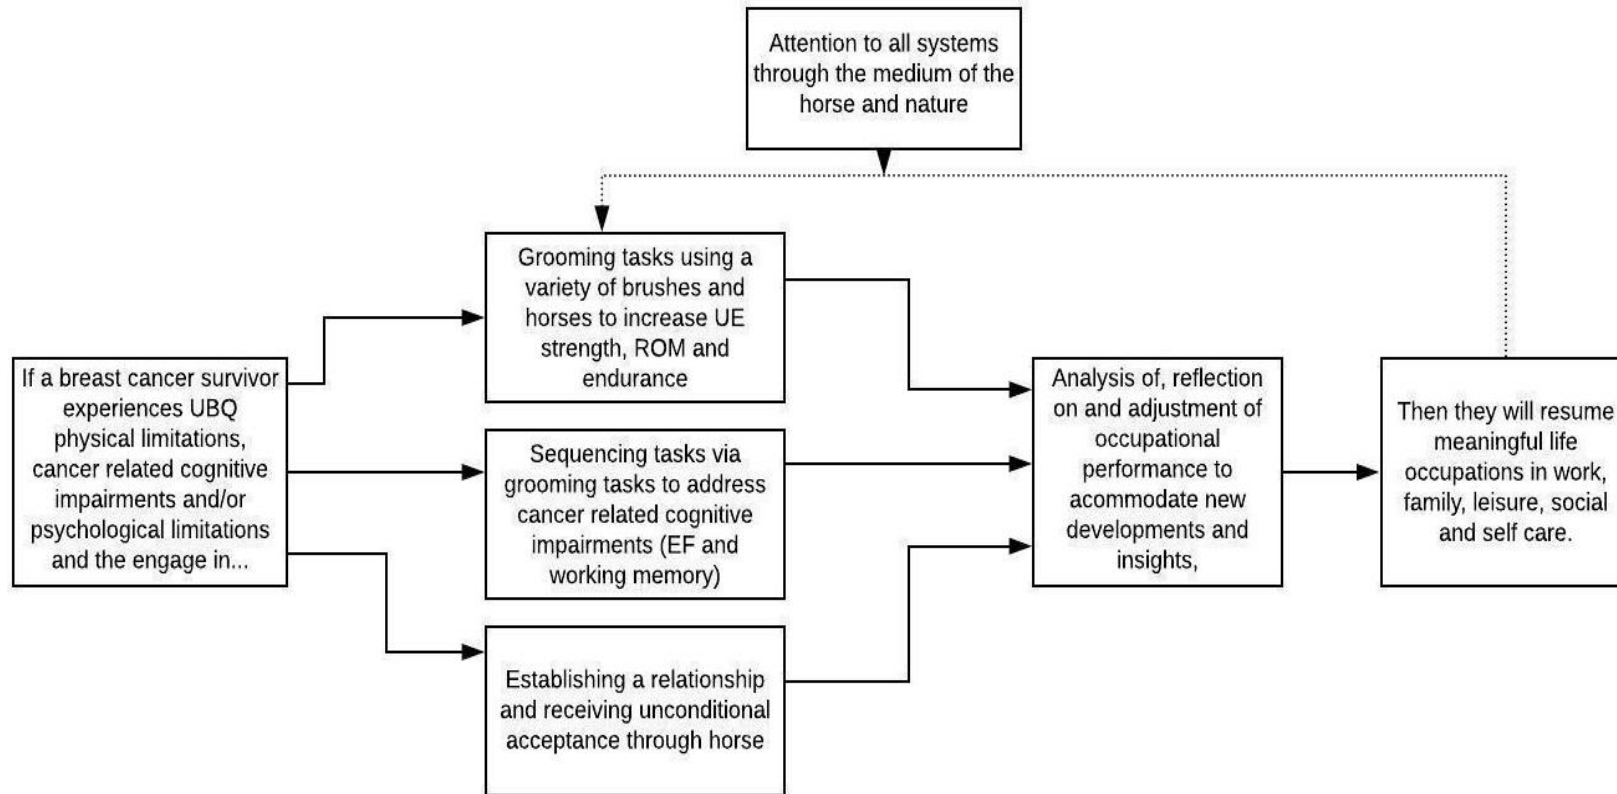 Attention to all systems
through the medium of the
horse and nature
Grooming tasks using a
variety of brushes and
horses to increase UE
strength, ROM and
endurance
If a breast cancer survivor
experiences UBQ
physical limitations,
cancer related cognitive
impairments and/or
psychological limitations
and the engage in...
Sequencing tasks via
grooming tasks to address
cancer related cognitive
impairments (EF and
working memory)
Establishing a relationship
and receiving unconditional
acceptance through horse
Analysis of, reflection
on and adjustment of
occupational
performance to
acommodate new
developments and
insights,
Then they will resume
meaningful life
occupations in work,
family, leisure, social
and self care.